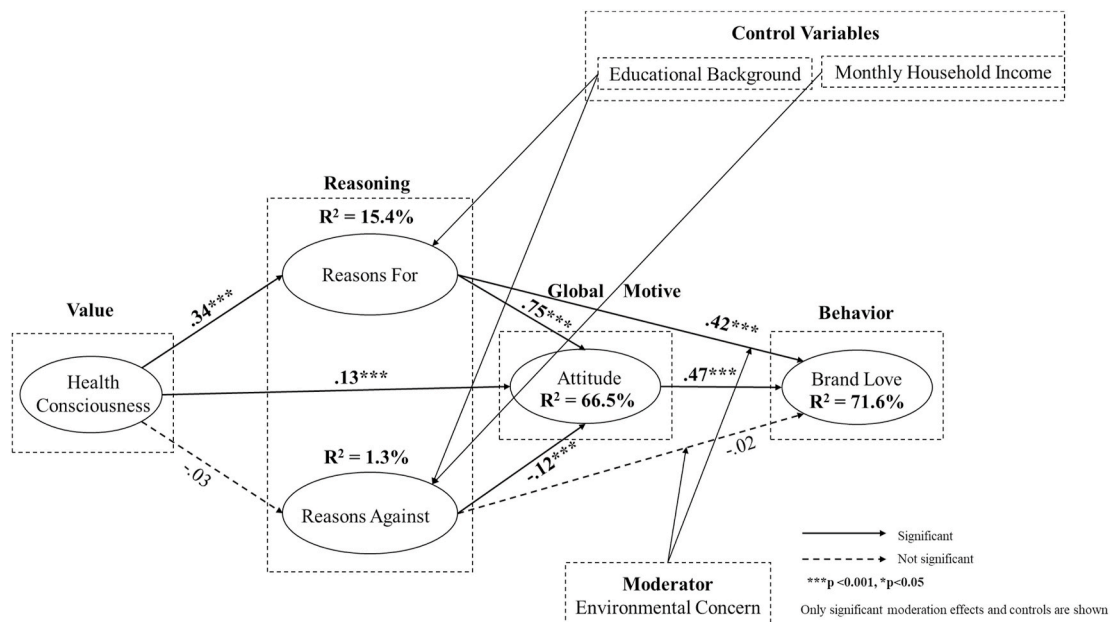 Control Variables
Educational Background
Monthly Household Income
Reasoning
R² = 15.4%
Reasons For
Global Motive
Value
.34***
.75***
.42***
Behavior
Health
Consciousness
.13***
Attitude
R² = 66.5%
.47***
Brand Love
R² = 71.6%
-.03
R² = 1.3%
Reasons Against
-.12***
-.02
Significant
Not significant
***p <0.001, *p<0.05
Only significant moderation effects and controls are shown
Moderator
Environmental Concern